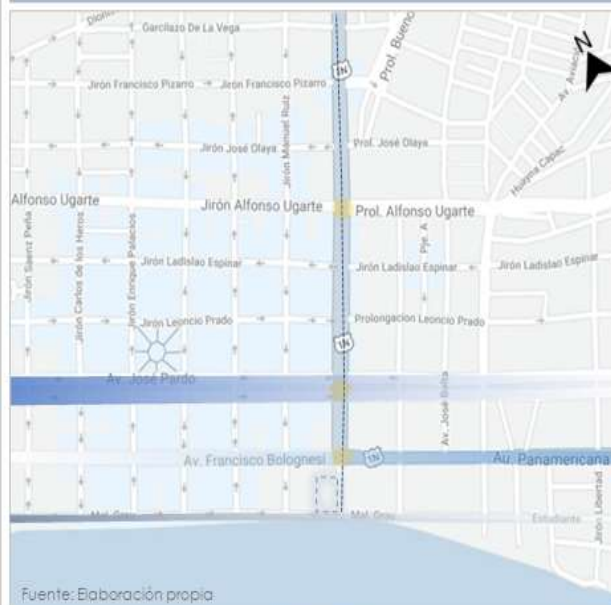 Garcilazo De La Vega
Prol. Bueno
1N
N
Av. Aviación
Jirón Francisco Pizarro
Jirón Francisco Pizarro
Jirón José Olaya
Jirón Manuel Ruiz
Prol. José Olaya
Huayna Capac
Alfonso Ugarte
Jirón Alfonso Ugarte
Prol. Alfonso Ugarte
Jirón Saenz Peña
Jirón Carlos de los Heros
Jirón Enrique Palacios
Pje. A
Jirón Ladislao Espinar
Jirón Ladislao Espinar
Jirón Ladislao Espinar
Jirón Leoncio Prado
Prolongacion Leoncio Prado
1N
Av. José Pardo
Av. José Balta
Av. Francisco Bolognesi
1N
Au. Panamericana
Mal. Grau
Mal. Grau
Estudiante
Jirón Libertad
Fuente: Elaboración propia